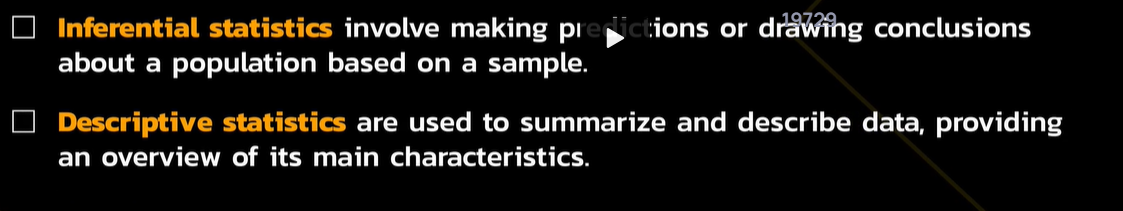 Inferential statistics involve making predictions or drawing conclusions
about a population based on a sample.
Descriptive statistics are used to summarize and describe data, providing
an overview of its main characteristics.
19729